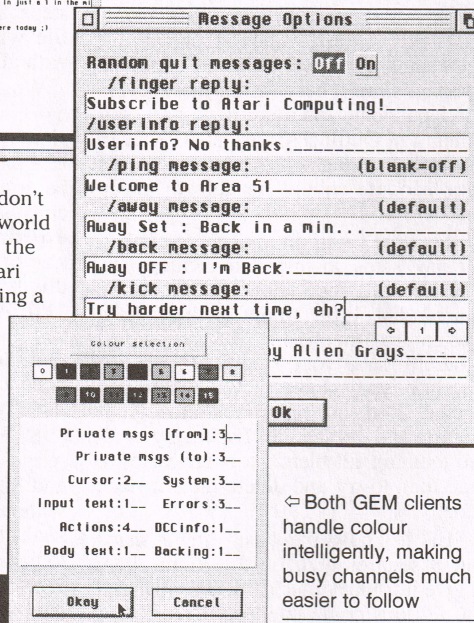 in just a 1 in the mi
ere today ;)
Message Options
Random quit messages: Off On
/finger reply:
Subscribe to Atari Computing!
/userinfo reply:
Userinfo? No thanks.
/ping message: (blank=off)
Welcome to Area 51
/away message: (default)
Away Set : Back in a min...
/back message: (default)
Away OFF : I'm Back.
/kick message: (default)
Try harder next time, eh?
1
y Alien Grays
Ok
don't
world
the
ari
ing a
Colour selection
0 1 3 5 6 7 8
9 10 11 12 13 14 15
Private msgs [from]:3
Private msgs (to):3
Cursor:2 System:3
Input text:1 Errors:3
Actions:4 DCCinfo:1
Body text:1 Backing:1
Okay Cancel
⇦ Both GEM clients
handle colour
intelligently, making
busy channels much
easier to follow